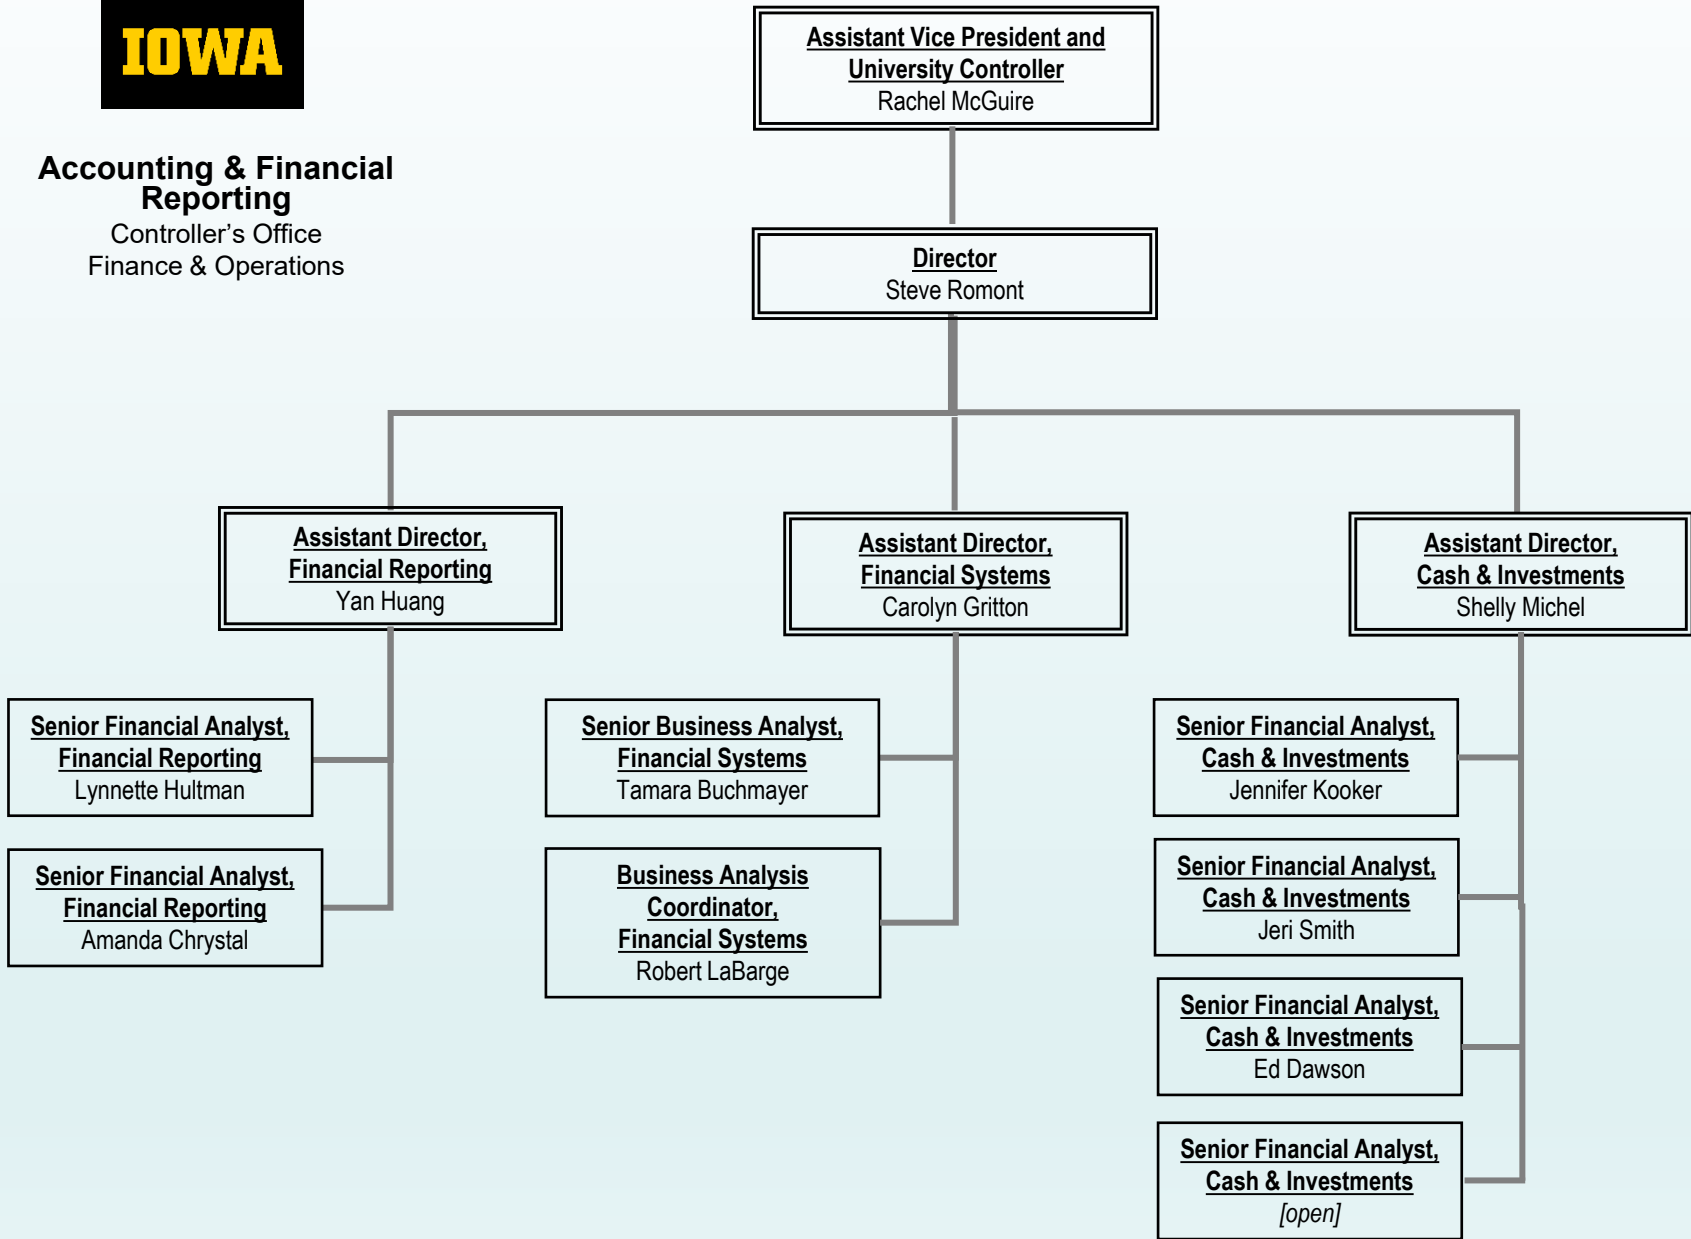 IOWA
Accounting & Financial
Reporting
Controller’s Office
Finance & Operations
Assistant Vice President and
University Controller
Rachel McGuire
Director
Steve Romont
Assistant Director,
Financial Reporting
Yan Huang
Assistant Director,
Financial Systems
Carolyn Gritton
Assistant Director,
Cash & Investments
Shelly Michel
Senior Financial Analyst,
Financial Reporting
Lynnette Hultman
Senior Financial Analyst,
Financial Reporting
Amanda Chrystal
Senior Business Analyst,
Financial Systems
Tamara Buchmayer
Business Analysis
Coordinator,
Financial Systems
Robert LaBarge
Senior Financial Analyst,
Cash & Investments
Jennifer Kooker
Senior Financial Analyst,
Cash & Investments
Jeri Smith
Senior Financial Analyst,
Cash & Investments
Ed Dawson
Senior Financial Analyst,
Cash & Investments
[open]